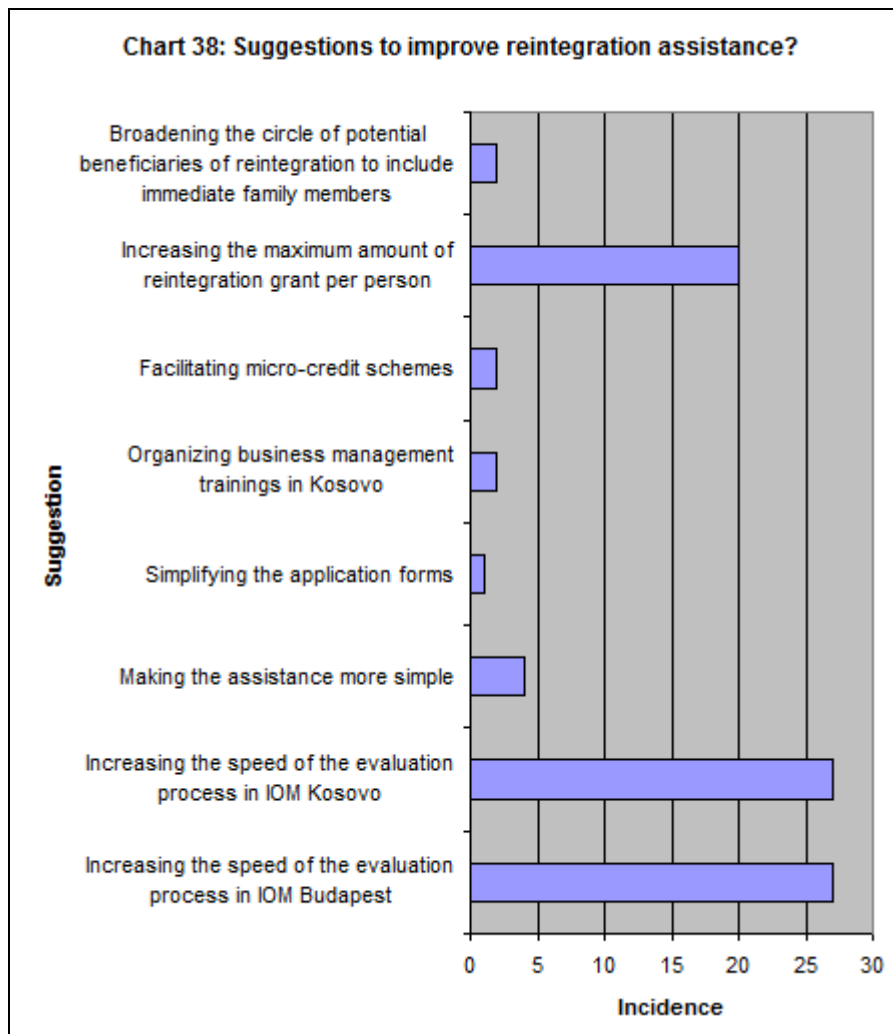 Chart 38: Suggestions to improve reintegration assistance?
Broadening the circle of potential
beneficiaries of reintegration to include
immediate family members
Increasing the maximum amount of
reintegration grant per person
Facilitating micro-credit schemes
Organizing business management
trainings in Kosovo
Simplifying the application forms
Making the assistance more simple
Increasing the speed of the evaluation
process in IOM Kosovo
Increasing the speed of the evaluation
process in IOM Budapest
Suggestion
0 5 10 15 20 25 30
Incidence